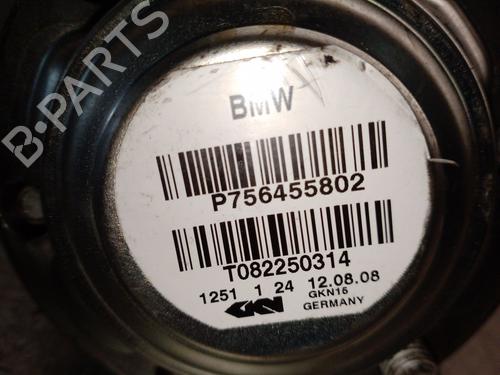 B-PARTS
BMW
P756455802
T082250314
1251 1 24 12.08.08
GKN GKN16
GERMANY